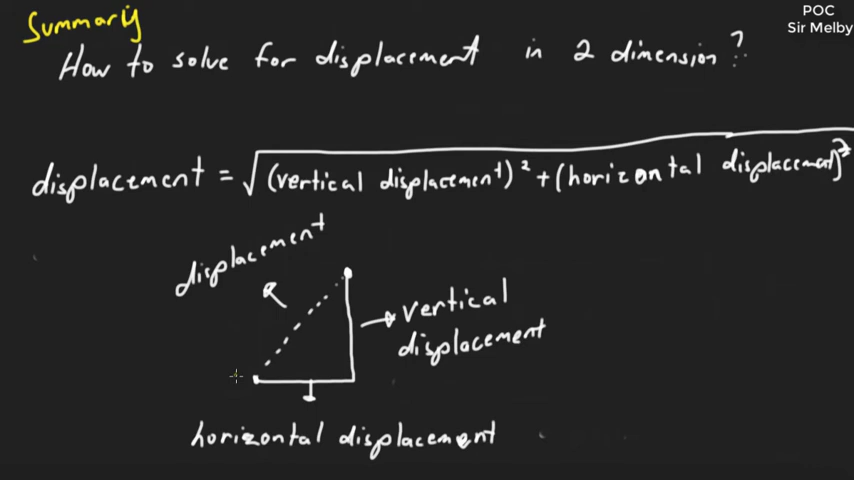 POC
Sir Melby
Summary
How to solve for displacement in 2 dimension?
displacement = √(vertical displacement)² + (horizontal displacement)²
displacement
vertical
displacement
horizontal displacement